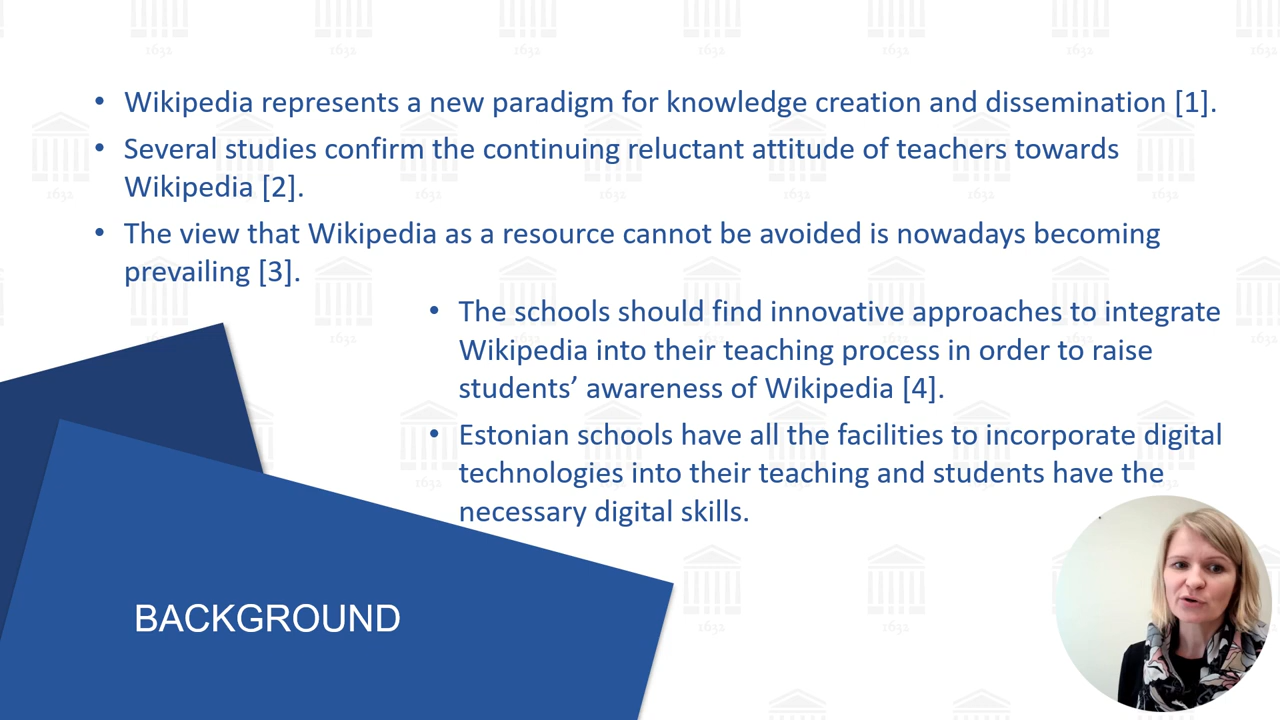 • Wikipedia represents a new paradigm for knowledge creation and dissemination [1].
• Several studies confirm the continuing reluctant attitude of teachers towards
Wikipedia [2].
• The view that Wikipedia as a resource cannot be avoided is nowadays becoming
prevailing [3].
• The schools should find innovative approaches to integrate
Wikipedia into their teaching process in order to raise
students’ awareness of Wikipedia [4].
• Estonian schools have all the facilities to incorporate digital
technologies into their teaching and students have the
necessary digital skills.
BACKGROUND
1632